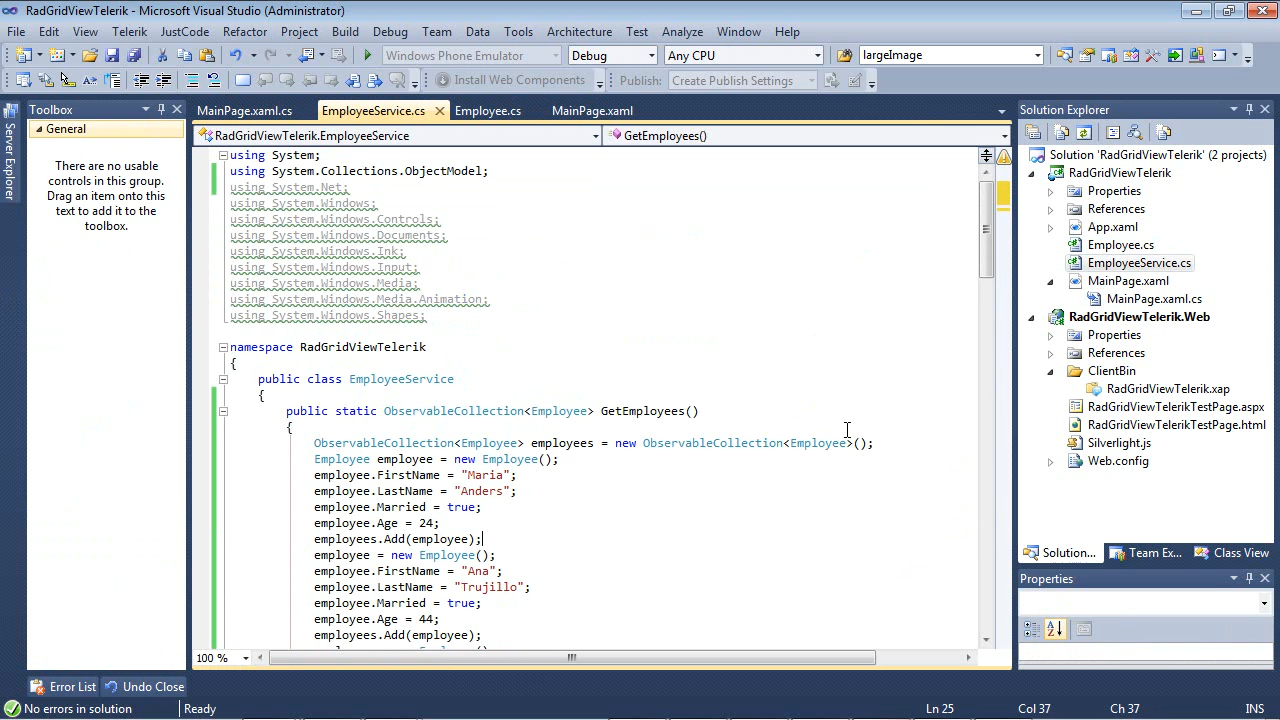 RadGridViewTelerik - Microsoft Visual Studio (Administrator)
File Edit View Telerik JustCode Refactor Project Build Debug Team Data Tools Architecture Test Analyze Window Help
Windows Phone Emulator Debug Any CPU largeImage
Install Web Components Publish: Create Publish Settings
Server Explorer
Toolbox
General
There are no usable
controls in this group.
Drag an item onto this
text to add it to the
toolbox.
MainPage.xaml.cs EmployeeService.cs Employee.cs MainPage.xaml
RadGridViewTelerik.EmployeeService GetEmployees()
using System;
using System.Collections.ObjectModel;
using System.Net;
using System.Windows;
using System.Windows.Controls;
using System.Windows.Documents;
using System.Windows.Ink;
using System.Windows.Input;
using System.Windows.Media;
using System.Windows.Media.Animation;
using System.Windows.Shapes;
namespace RadGridViewTelerik
{
public class EmployeeService
{
public static ObservableCollection<Employee> GetEmployees()
{
ObservableCollection<Employee> employees = new ObservableCollection<Employee>();
Employee employee = new Employee();
employee.FirstName = "Maria";
employee.LastName = "Anders";
employee.Married = true;
employee.Age = 24;
employees.Add(employee);
employee = new Employee();
employee.FirstName = "Ana";
employee.LastName = "Trujillo";
employee.Married = true;
employee.Age = 44;
employees.Add(employee);
100 %
Solution Explorer
Solution 'RadGridViewTelerik' (2 projects)
RadGridViewTelerik
Properties
References
App.xaml
Employee.cs
EmployeeService.cs
MainPage.xaml
MainPage.xaml.cs
RadGridViewTelerik.Web
Properties
References
ClientBin
RadGridViewTelerik.xap
RadGridViewTelerikTestPage.aspx
RadGridViewTelerikTestPage.html
Silverlight.js
Web.config
Solution... Team Ex... Class View
Properties
Error List Undo Close
No errors in solution Ready Ln 25 Col 37 Ch 37 INS